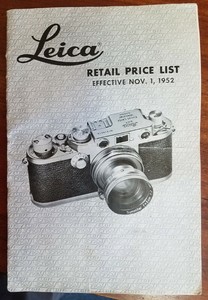 Leica®
RETAIL PRICE LIST
EFFECTIVE NOV. 1, 1952